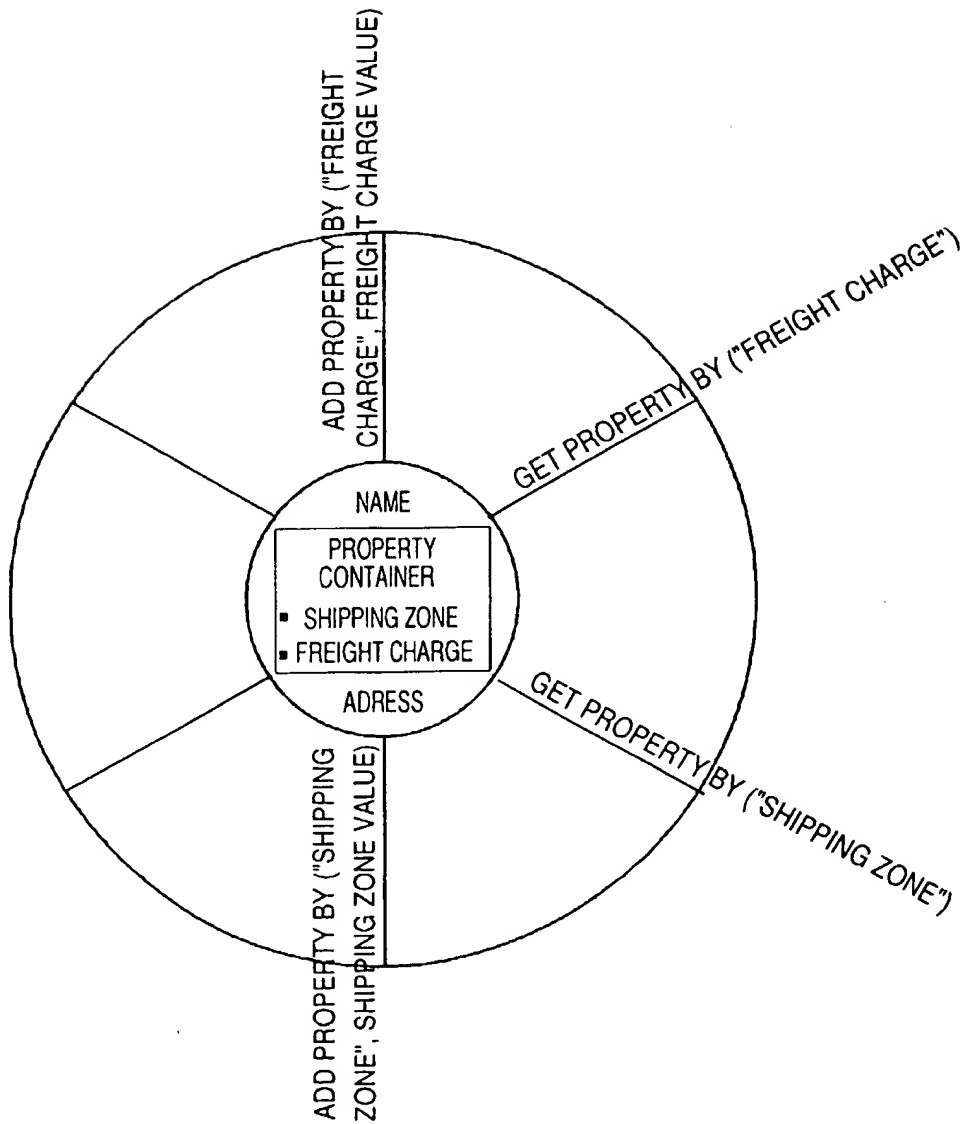 ADD PROPERTY BY ("FREIGHT
CHARGE", FREIGHT CHARGE VALUE)
GET PROPERTY BY ("FREIGHT CHARGE")
NAME
PROPERTY
CONTAINER
▪ SHIPPING ZONE
▪ FREIGHT CHARGE
ADRESS
GET PROPERTY BY ("SHIPPING ZONE")
ADD PROPERTY BY ("SHIPPING
ZONE", SHIPPING ZONE VALUE)